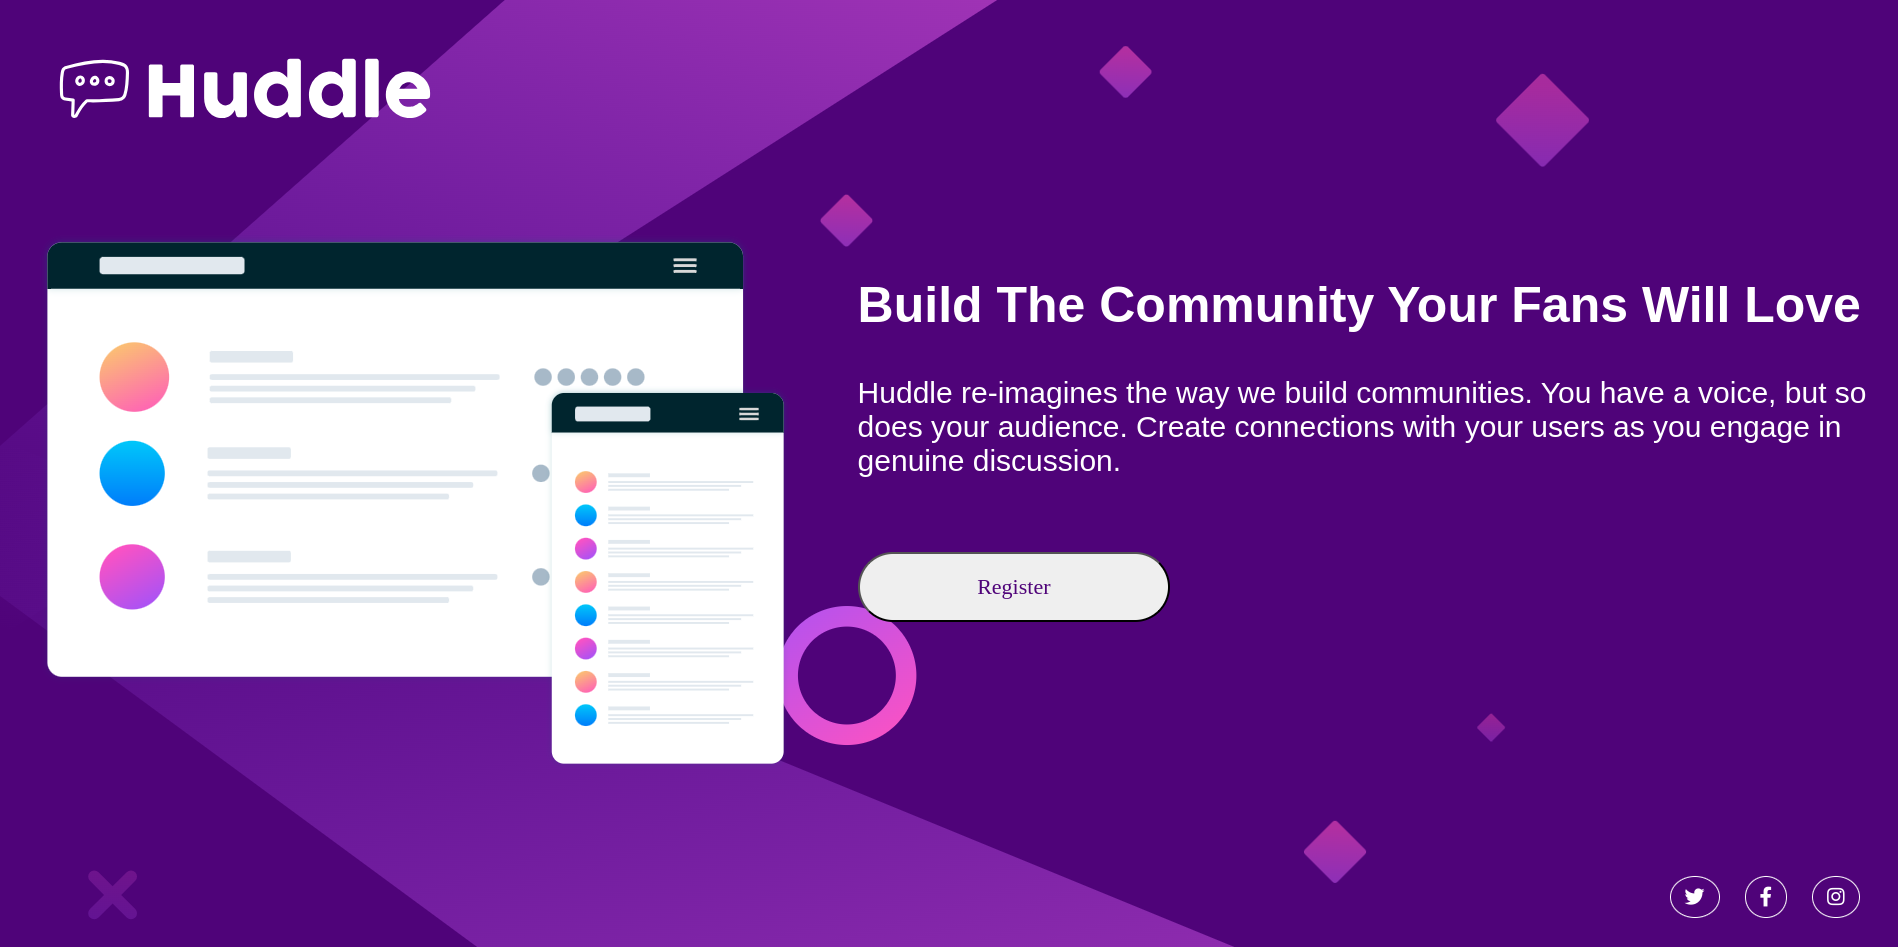 Huddle
Build The Community Your Fans Will Love
Huddle re-imagines the way we build communities. You have a voice, but so
does your audience. Create connections with your users as you engage in
genuine discussion.
Register